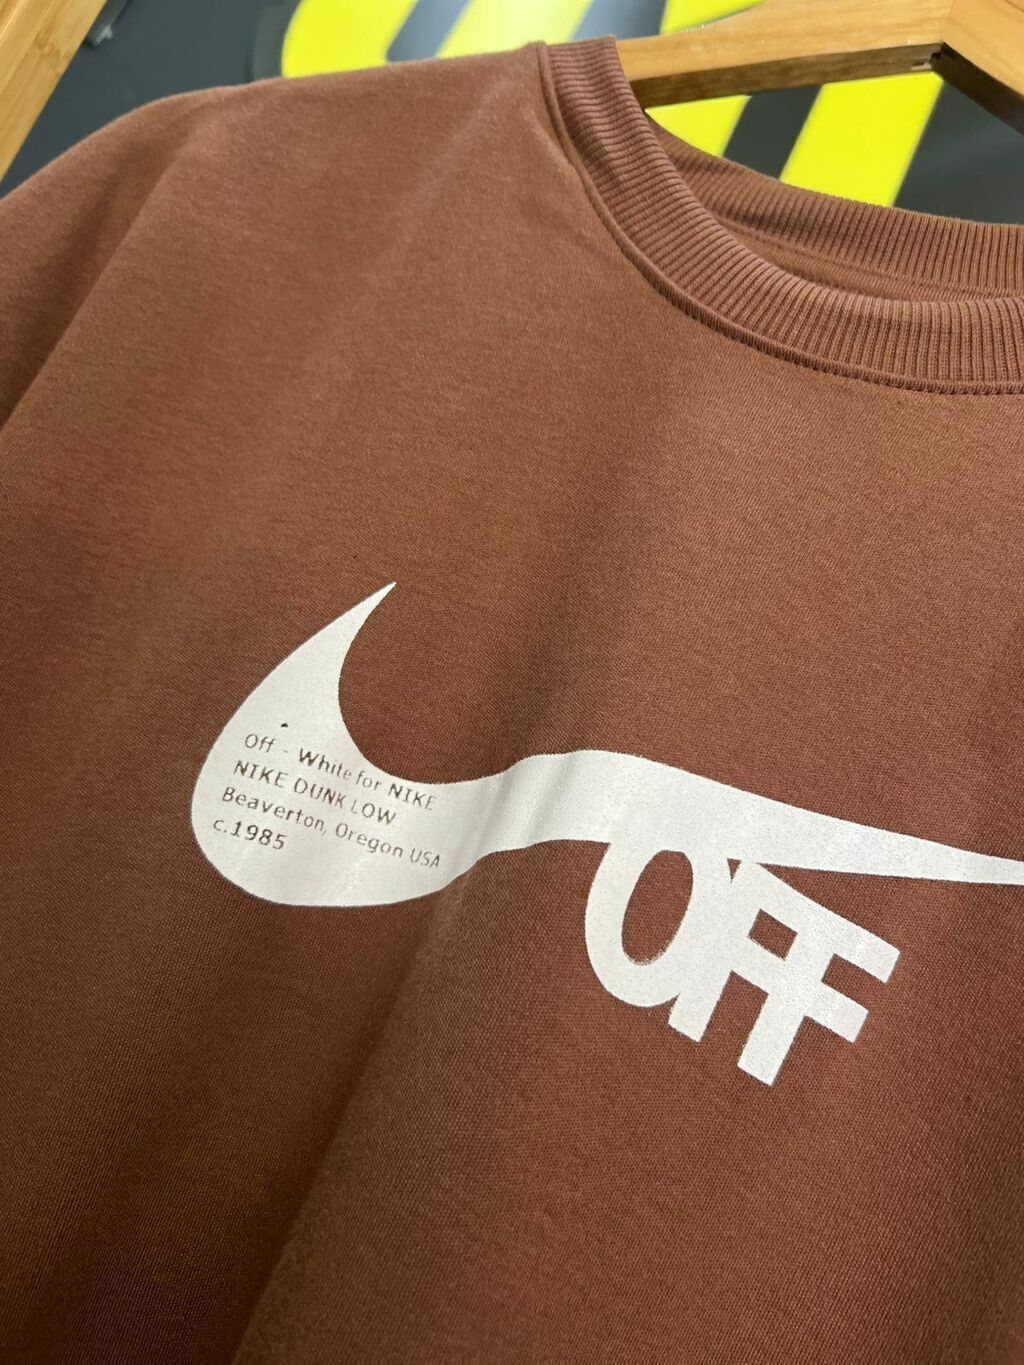 Off - White for NIKE
NIKE DUNK LOW
Beaverton, Oregon USA
c.1985
OFF